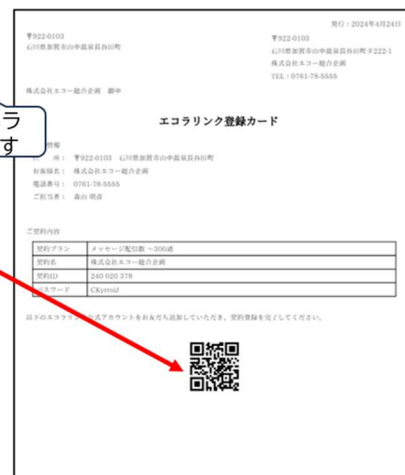 発行：2024年4月24日
〒922-0103
石川県加賀市山中温泉長谷田町
〒922-0103
石川県加賀市山中温泉長谷田町チ222-1
株式会社エコー総合企画
TEL：0761-78-5555
株式会社エコー総合企画 御中
ラ
す
エコラリンク登録カード
情報
所： 〒922-0103 石川県加賀市山中温泉長谷田町
お客様名： 株式会社エコー総合企画
電話番号： 0761-78-5555
ご担当者： 森山 明彦
ご契約内容
契約プラン メッセージ配信数 ～300通
契約名 株式会社エコー総合企画
契約ID 240 020 378
パスワード
以下のエコラリンク公式アカウントをお友だち追加していただき、契約登録を完了してください。